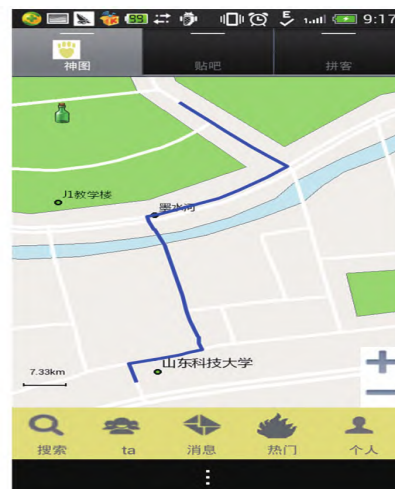 99 E 9:17
神图 贴吧 拼客
J1教学楼
墨水河
山东科技大学
7.33km
搜索 ta 消息 热门 个人